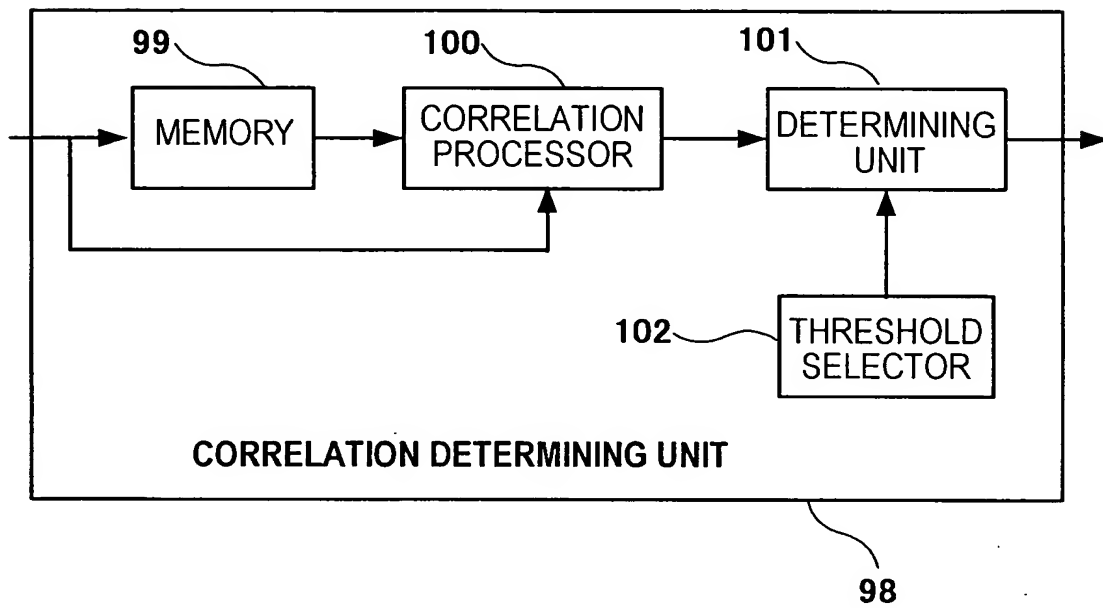 99
100
101
MEMORY
CORRELATION
PROCESSOR
DETERMINING
UNIT
102
THRESHOLD
SELECTOR
CORRELATION DETERMINING UNIT
98